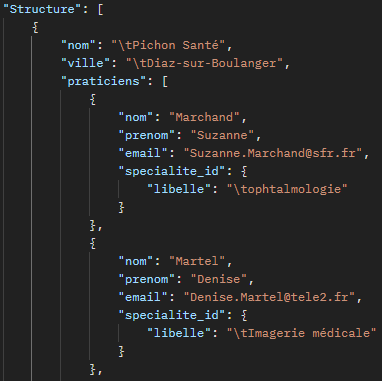 "Structure": [
{
"nom": "\tPichon Santé",
"ville": "\tDiaz-sur-Boulanger",
"praticiens": [
{
"nom": "Marchand",
"prenom": "Suzanne",
"email": "Suzanne.Marchand@sfr.fr",
"specialite_id": {
"libelle": "\tophtalmologie"
}
},
{
"nom": "Martel",
"prenom": "Denise",
"email": "Denise.Martel@tele2.fr",
"specialite_id": {
"libelle": "\tImagerie médicale"
}
},